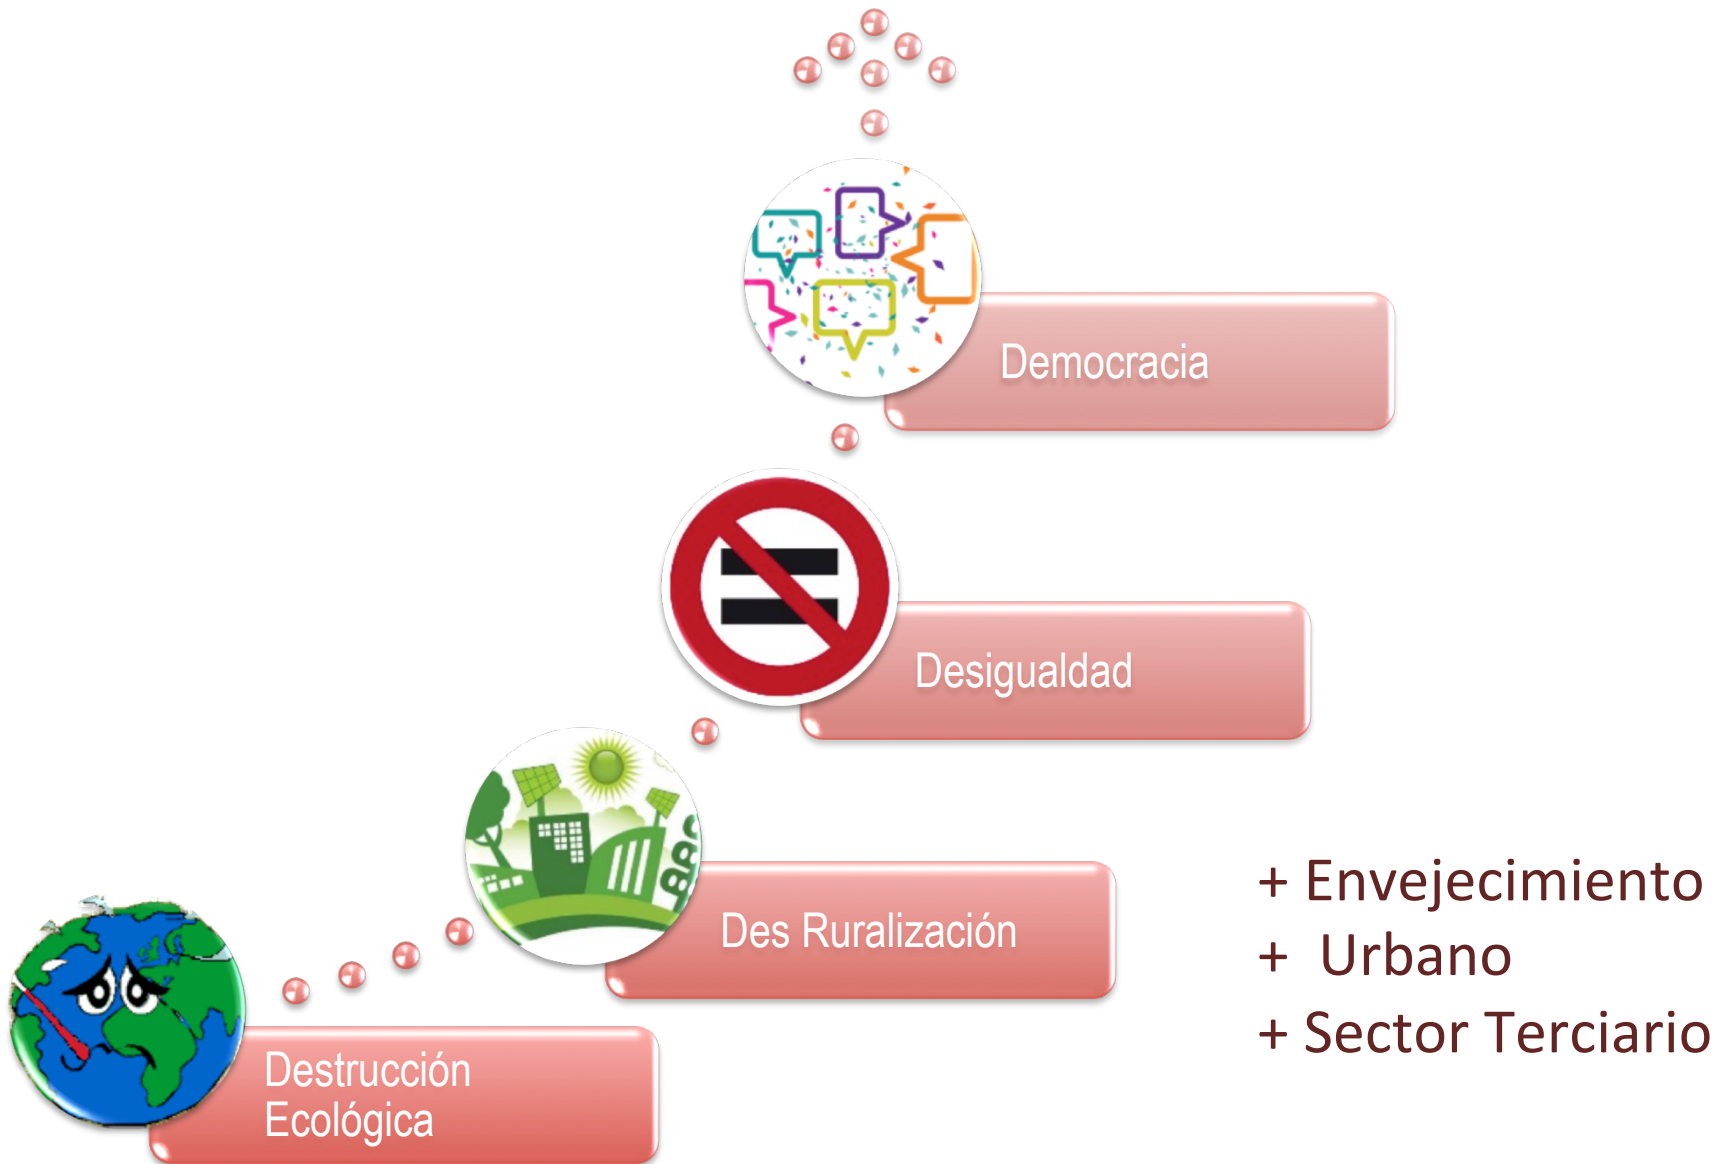 Democracia
Desigualdad
Des Ruralización
+ Envejecimiento
+ Urbano
+ Sector Terciario
Destrucción
Ecológica